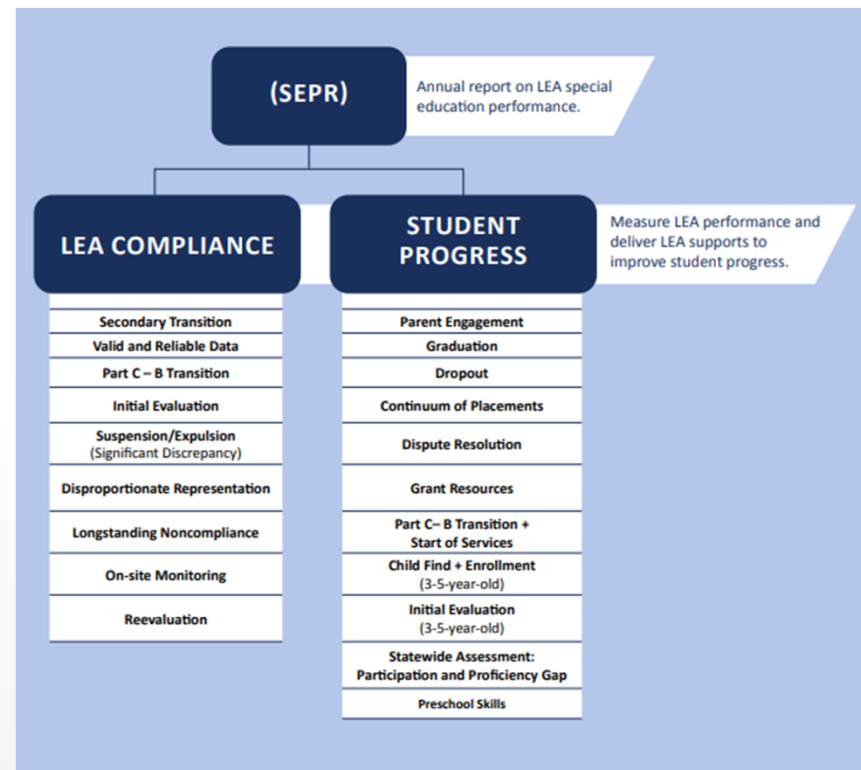 (SEPR)
Annual report on LEA special
education performance.
LEA COMPLIANCE
STUDENT
PROGRESS
Measure LEA performance and
deliver LEA supports to
improve student progress.
Secondary Transition
Valid and Reliable Data
Part C – B Transition
Initial Evaluation
Suspension/Expulsion
(Significant Discrepancy)
Disproportionate Representation
Longstanding Noncompliance
On-site Monitoring
Reevaluation
Parent Engagement
Graduation
Dropout
Continuum of Placements
Dispute Resolution
Grant Resources
Part C– B Transition +
Start of Services
Child Find + Enrollment
(3-5-year-old)
Initial Evaluation
(3-5-year-old)
Statewide Assessment:
Participation and Proficiency Gap
Preschool Skills